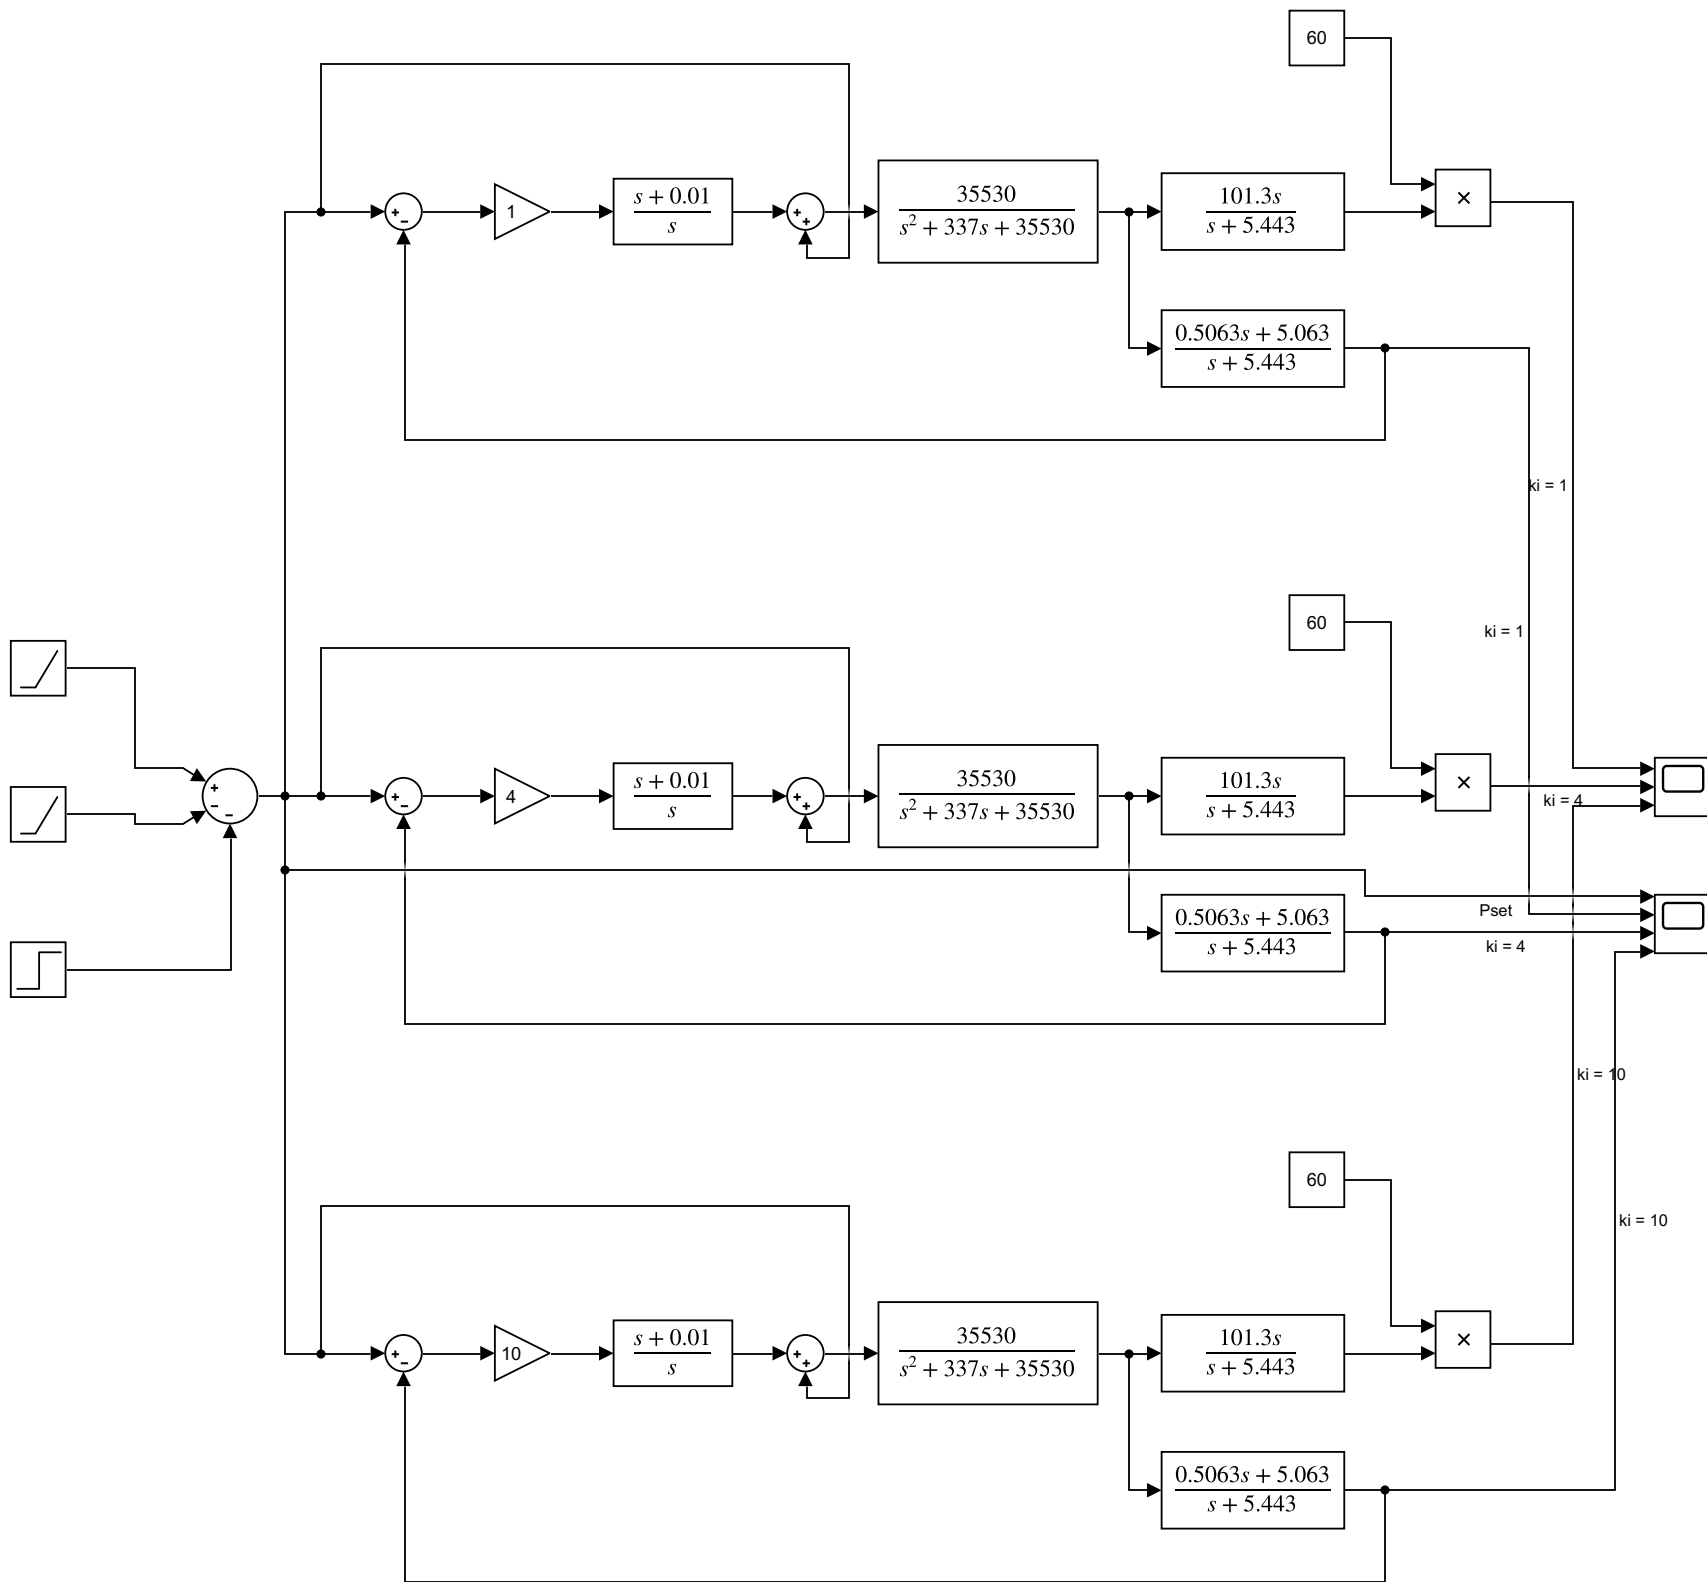 60
1
s + 0.01
s
35530
s² + 337s + 35530
101.3s
s + 5.443
×
0.5063s + 5.063
s + 5.443
ki = 1
ki = 1
60
4
s + 0.01
s
35530
s² + 337s + 35530
101.3s
s + 5.443
×
ki = 4
0.5063s + 5.063
s + 5.443
Pset
ki = 4
ki = 10
60
ki = 10
10
s + 0.01
s
35530
s² + 337s + 35530
101.3s
s + 5.443
×
0.5063s + 5.063
s + 5.443